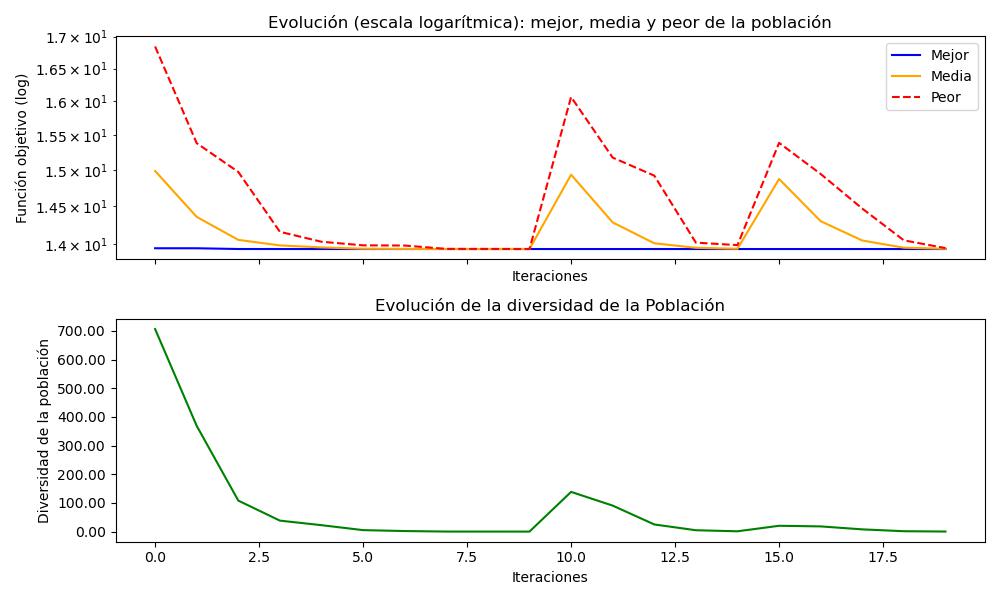 Evolución (escala logarítmica): mejor, media y peor de la población
1.7 × 10¹
1.65 × 10¹
1.6 × 10¹
1.55 × 10¹
1.5 × 10¹
1.45 × 10¹
1.4 × 10¹
Función objetivo (log)
Mejor
Media
Peor
Iteraciones
Evolución de la diversidad de la Población
700.00
600.00
500.00
400.00
300.00
200.00
100.00
0.00
Diversidad de la población
0.0 2.5 5.0 7.5 10.0 12.5 15.0 17.5
Iteraciones